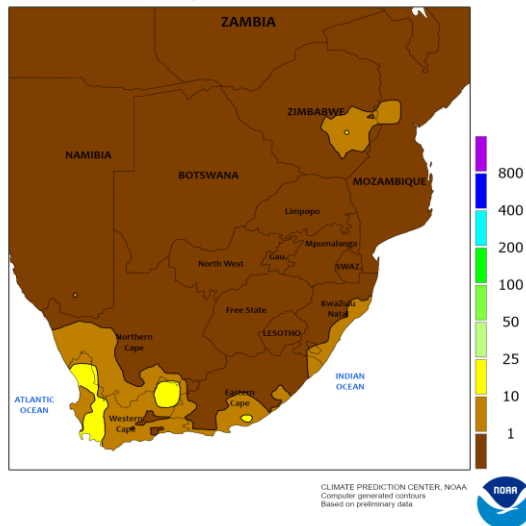 ZAMBIA
ZIMBABWE
NAMIBIA
BOTSWANA
MOZAMBIQUE
Limpopo
Mpumalanga
North West
Gau.
SWAZ.
Free State
KwaZulu
Natal
LESOTHO
Northern
Cape
Eastern
Cape
Western
Cape
ATLANTIC
OCEAN
INDIAN
OCEAN
800
400
200
100
50
25
10
1
CLIMATE PREDICTION CENTER, NOAA
Computer generated contours
Based on preliminary data
NOAA